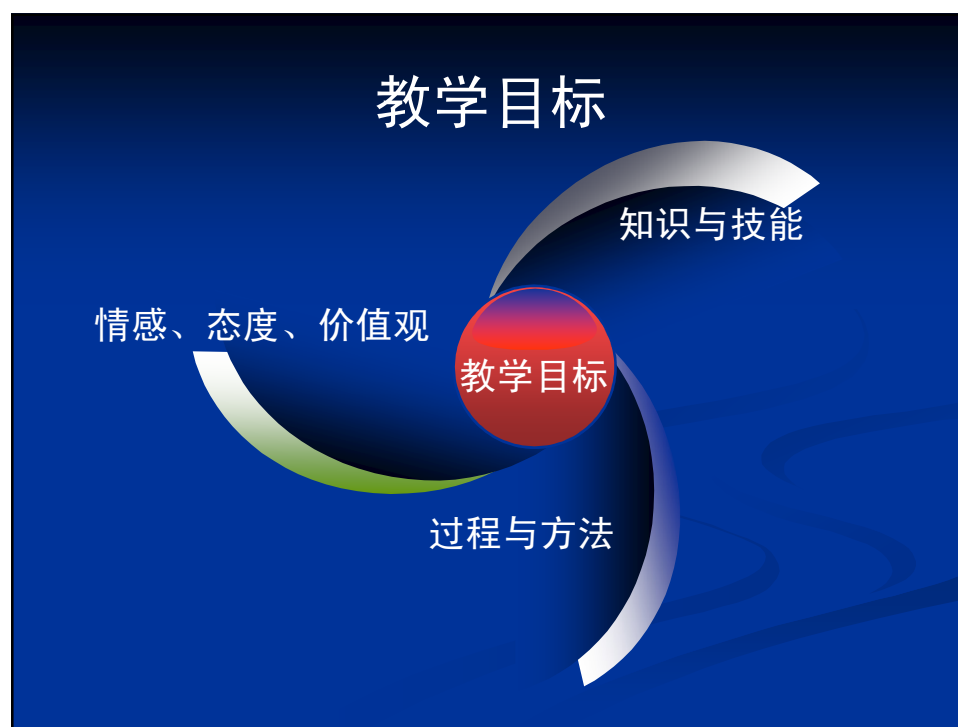 教学目标
知识与技能
情感、态度、价值观
教学目标
过程与方法